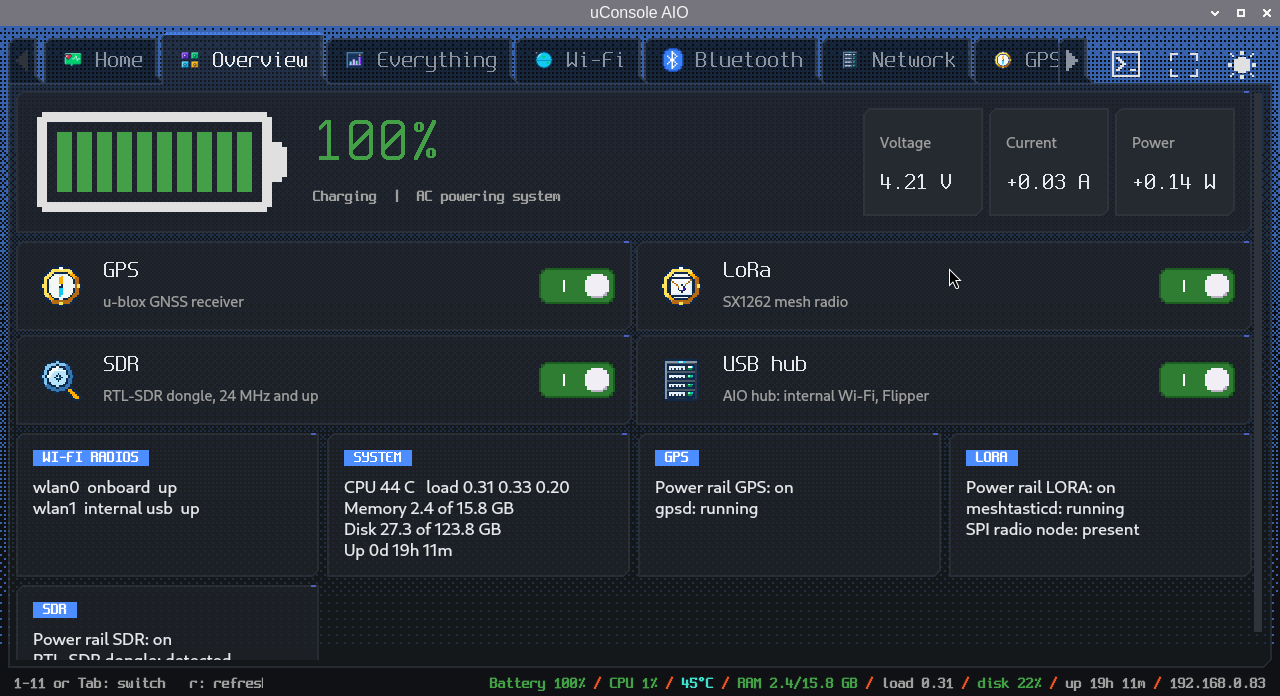 uConsole AIO
Home Overview Everything Wi-Fi Bluetooth Network GPS
100%
Charging | AC powering system
Voltage Current Power
4.21 V +0.03 A +0.14 W
GPS
u-blox GNSS receiver
LoRa
SX1262 mesh radio
SDR
RTL-SDR dongle, 24 MHz and up
USB hub
AIO hub: internal Wi-Fi, Flipper
WI-FI RADIOS
wlan0 onboard up
wlan1 internal usb up
SYSTEM
CPU 44 C load 0.31 0.33 0.20
Memory 2.4 of 15.8 GB
Disk 27.3 of 123.8 GB
Up 0d 19h 11m
GPS
Power rail GPS: on
gpsd: running
LORA
Power rail LORA: on
meshtasticd: running
SPI radio node: present
SDR
Power rail SDR: on
RTL-SDR dongle: detected
1-11 or Tab: switch r: refres
Battery 100% / CPU 1% / 45°C / RAM 2.4/15.8 GB / load 0.31 / disk 22% / up 19h 11m / 192.168.0.83